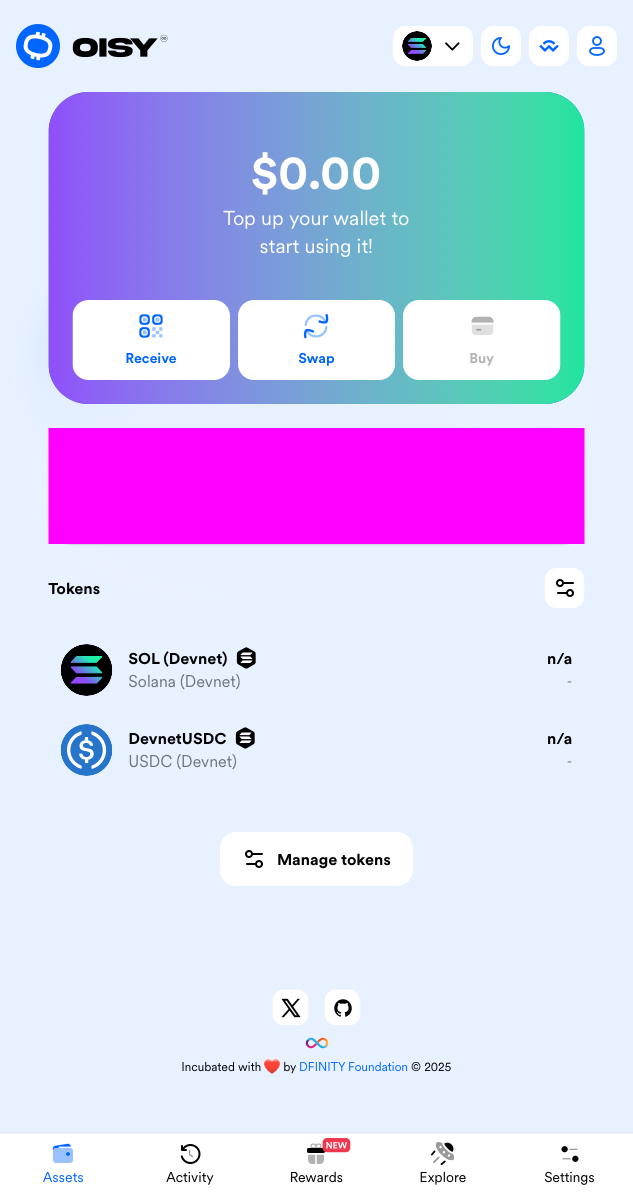 OISY
$0.00
Top up your wallet to
start using it!
Receive
Swap
Buy
Tokens
SOL (Devnet)
n/a
Solana (Devnet)
-
DevnetUSDC
n/a
USDC (Devnet)
-
Manage tokens
Incubated with ❤️ by DFINITY Foundation © 2025
NEW
Assets
Activity
Rewards
Explore
Settings